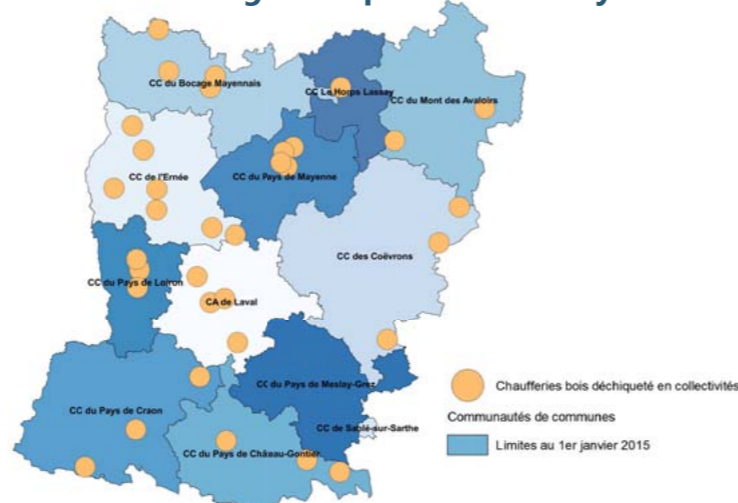 CC du Bocage Mayennais
CC Le Horps Lassay
CC du Mont des Avaloirs
CC de l'Ernée
CC du Pays de Mayenne
CC des Coëvrons
CC du Pays de Loiron
CA de Laval
CC du Pays de Meslay-Grez
CC du Pays de Craon
CC de Sablé-sur-Sarthe
CC du Pays de Château-Gontier
Chaufferies bois déchiqueté en collectivités
Communautés de communes
Limites au 1er janvier 2015